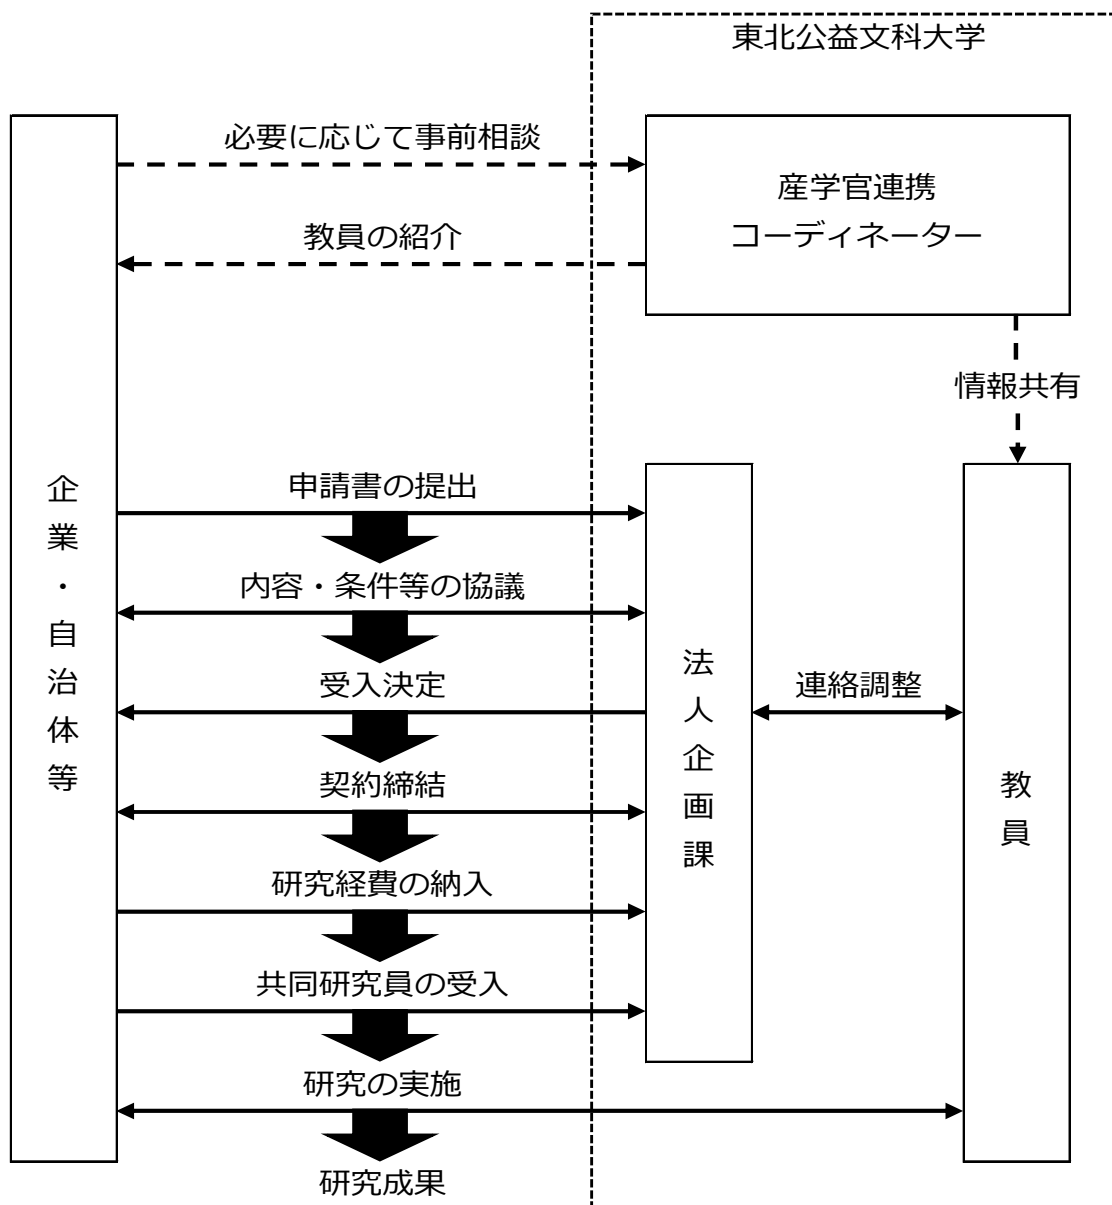 東北公益文科大学
必要に応じて事前相談
産学官連携
コーディネーター
教員の紹介
情報共有
企業・自治体等
申請書の提出
内容・条件等の協議
受入決定
契約締結
研究経費の納入
共同研究員の受入
研究の実施
研究成果
法人企画課
連絡調整
教員